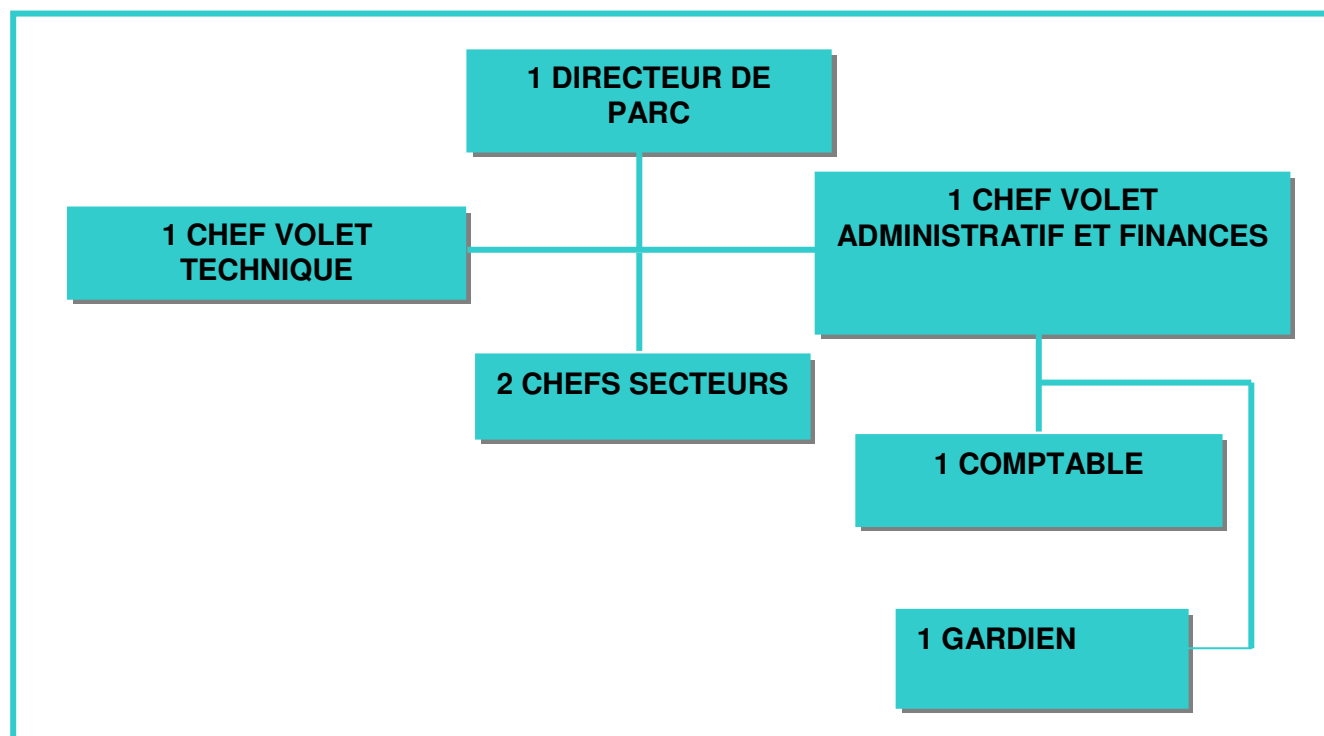 1 DIRECTEUR DE
PARC
1 CHEF VOLET
TECHNIQUE
1 CHEF VOLET
ADMINISTRATIF ET FINANCES
2 CHEFS SECTEURS
1 COMPTABLE
1 GARDIEN